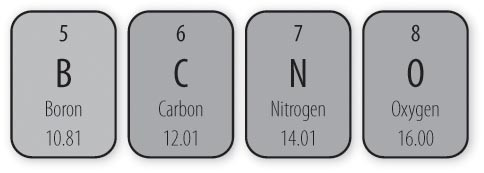 5 6 7 8
B C N O
Boron Carbon Nitrogen Oxygen
10.81 12.01 14.01 16.00